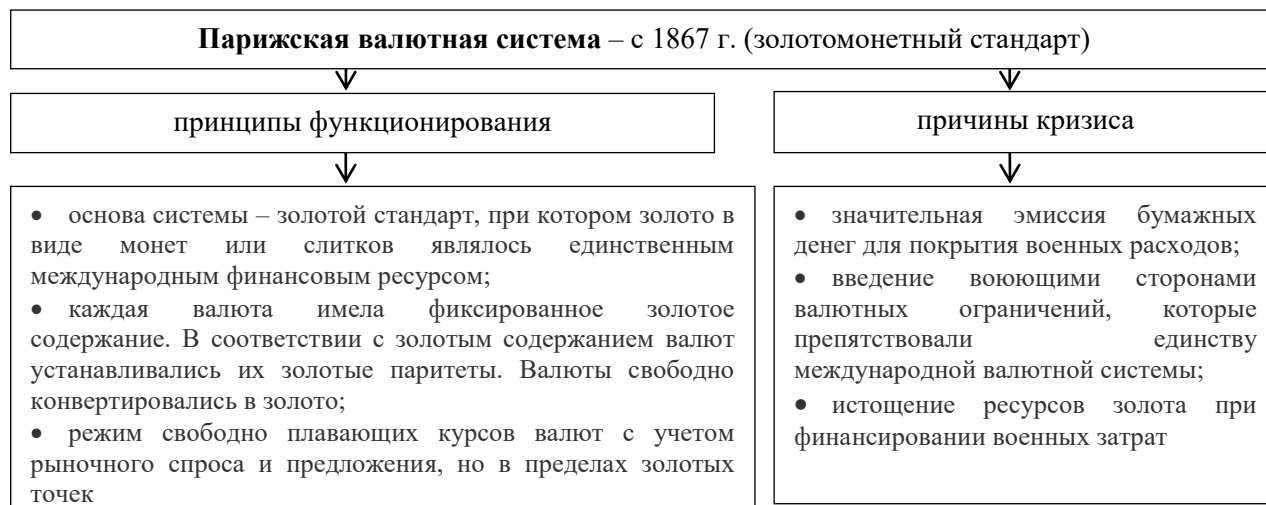 Парижская валютная система – с 1867 г. (золотомонетный стандарт)
принципы функционирования
причины кризиса
• основа системы – золотой стандарт, при котором золото в
виде монет или слитков являлось единственным
международным финансовым ресурсом;
• каждая валюта имела фиксированное золотое
содержание. В соответствии с золотым содержанием валют
устанавливались их золотые паритеты. Валюты свободно
конвертировались в золото;
• режим свободно плавающих курсов валют с учетом
рыночного спроса и предложения, но в пределах золотых
точек
• значительная эмиссия бумажных
денег для покрытия военных расходов;
• введение воюющими сторонами
валютных ограничений, которые
препятствовали единству
международной валютной системы;
• истощение ресурсов золота при
финансировании военных затрат